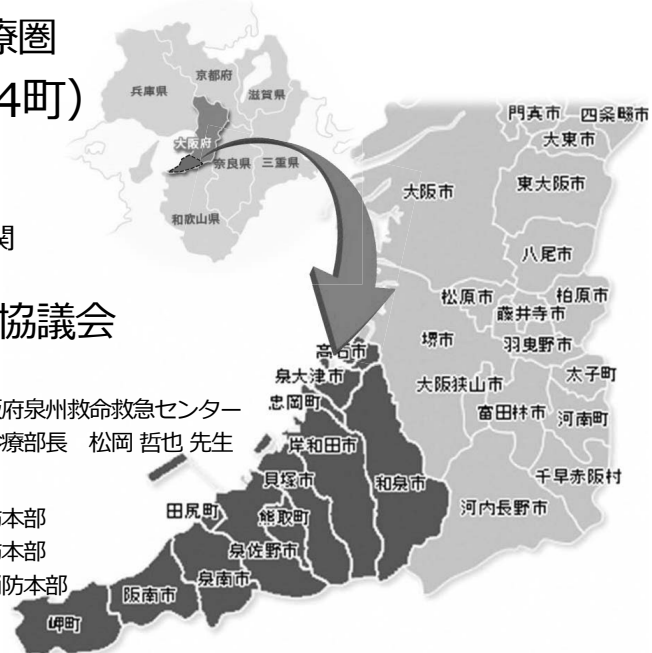 療圏
4町）
関
協議会
府泉州救命救急センター
療部長　松岡 哲也 先生
防本部
防本部
消防本部
兵庫県
京都府
滋賀県
大阪府
奈良県
三重県
和歌山県
門真市
四条畷市
大東市
大阪市
東大阪市
八尾市
松原市
柏原市
藤井寺市
堺市
羽曳野市
高石市
太子町
泉大津市
大阪狭山市
忠岡町
富田林市
河南町
岸和田市
千早赤阪村
貝塚市
和泉市
河内長野市
田尻町
熊取町
泉佐野市
泉南市
阪南市
岬町